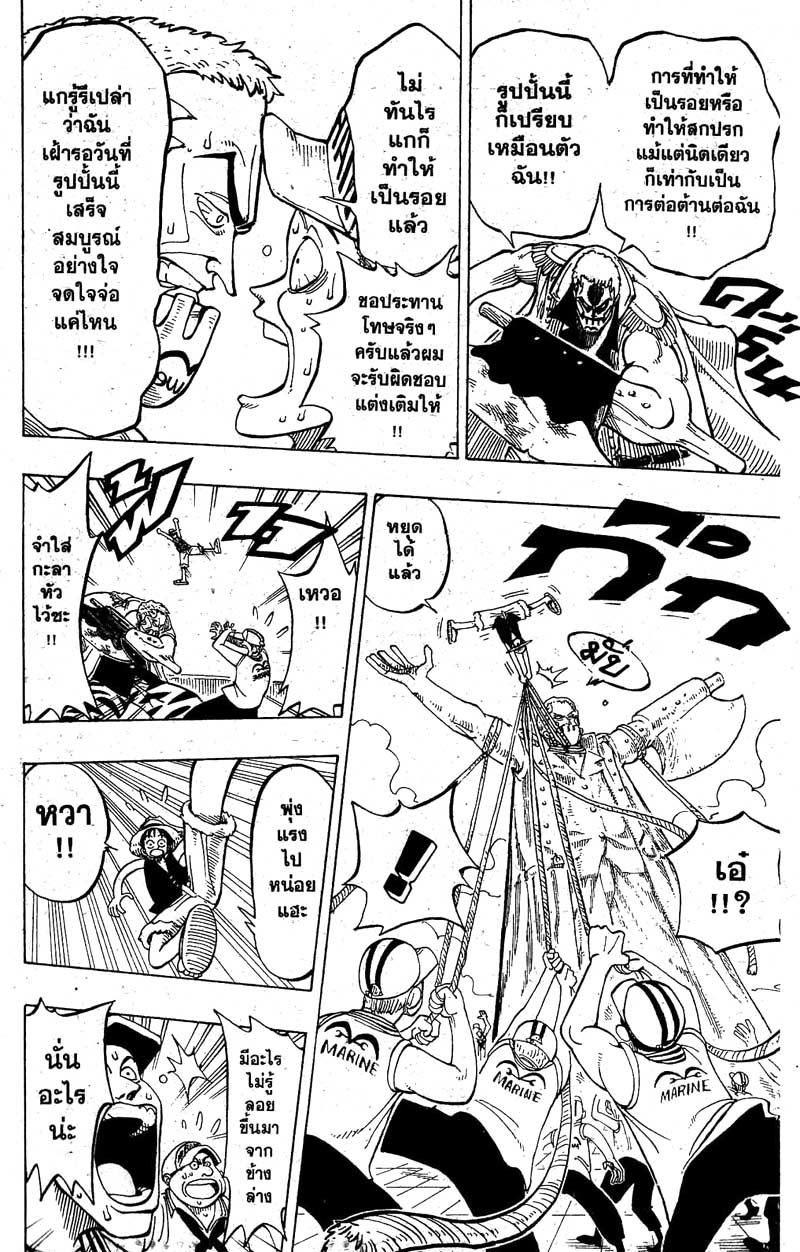 การที่ทำให้
เป็นรอยหรือ
ทำให้สกปรก
แม้แต่นิดเดียว
ก็เท่ากับเป็น
การต่อต้านต่อฉัน
!!
รูปปั้นนี้
ก็เปรียบ
เหมือนตัว
ฉัน!!
ไม่
ทันไร
แกก็
ทำให้
เป็นรอย
แล้ว
ขอประทาน
โทษจริงๆ
ครับแล้วผม
จะรับผิดชอบ
แต่งเติมให้
!!
แกรู้รึเปล่า
ว่าฉัน
เฝ้ารอวันที่
รูปปั้นนี้
เสร็จ
สมบูรณ์
อย่างใจ
จดใจจ่อ
แค่ไหน
!!!
หยุด
ได้
แล้ว
เอ๋
!!?
!
MARINE
MARINE
MARINE
เหวอ
!!
จำใส่
กะลา
หัว
ไว้ซะ
!!
พุ่ง
แรง
ไป
หน่อย
แฮะ
หวา
!!
มีอะไร
ไม่รู้
ลอย
ขึ้นมา
จาก
ข้าง
ล่าง
นั่น
อะไร
น่ะ